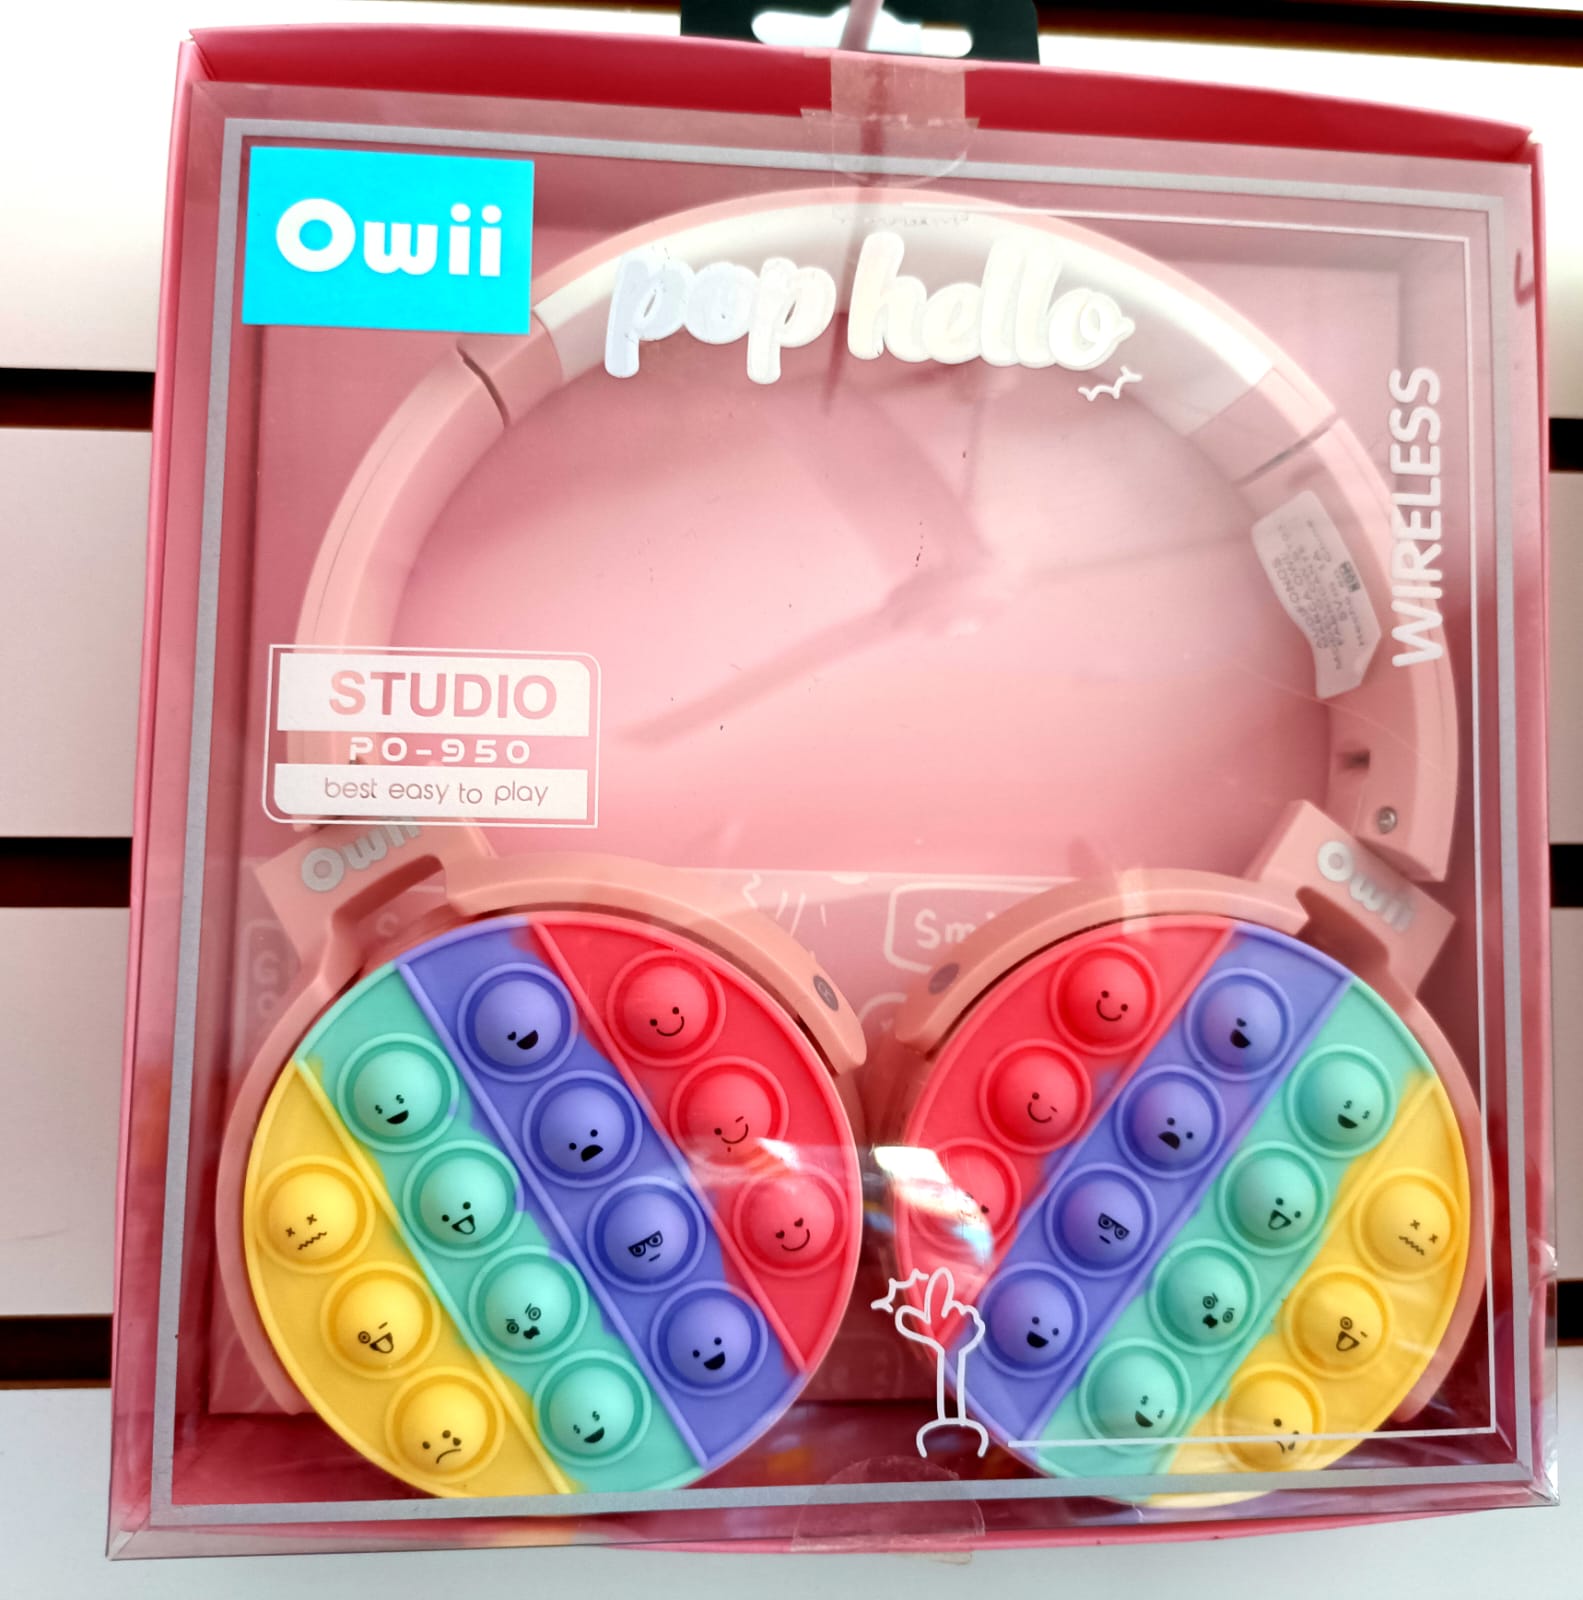 Owii
pop hello
WIRELESS
STUDIO
PO-950
best easy to play
Owii
Owii